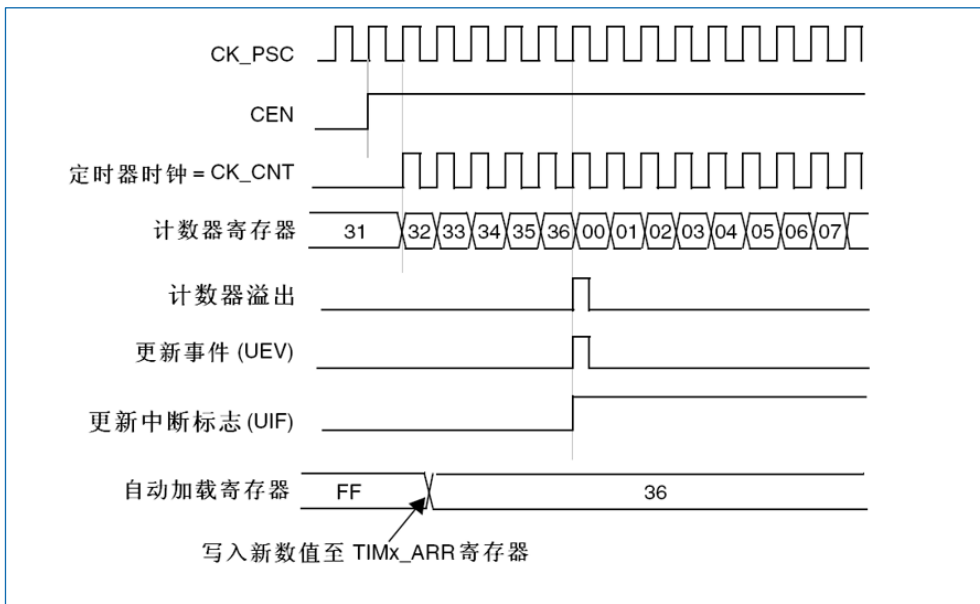 CK_PSC
CEN
定时器时钟 = CK_CNT
计数器寄存器 31 32 33 34 35 36 00 01 02 03 04 05 06 07
计数器溢出
更新事件 (UEV)
更新中断标志 (UIF)
自动加载寄存器 FF 36
写入新数值至 TIMx_ARR 寄存器